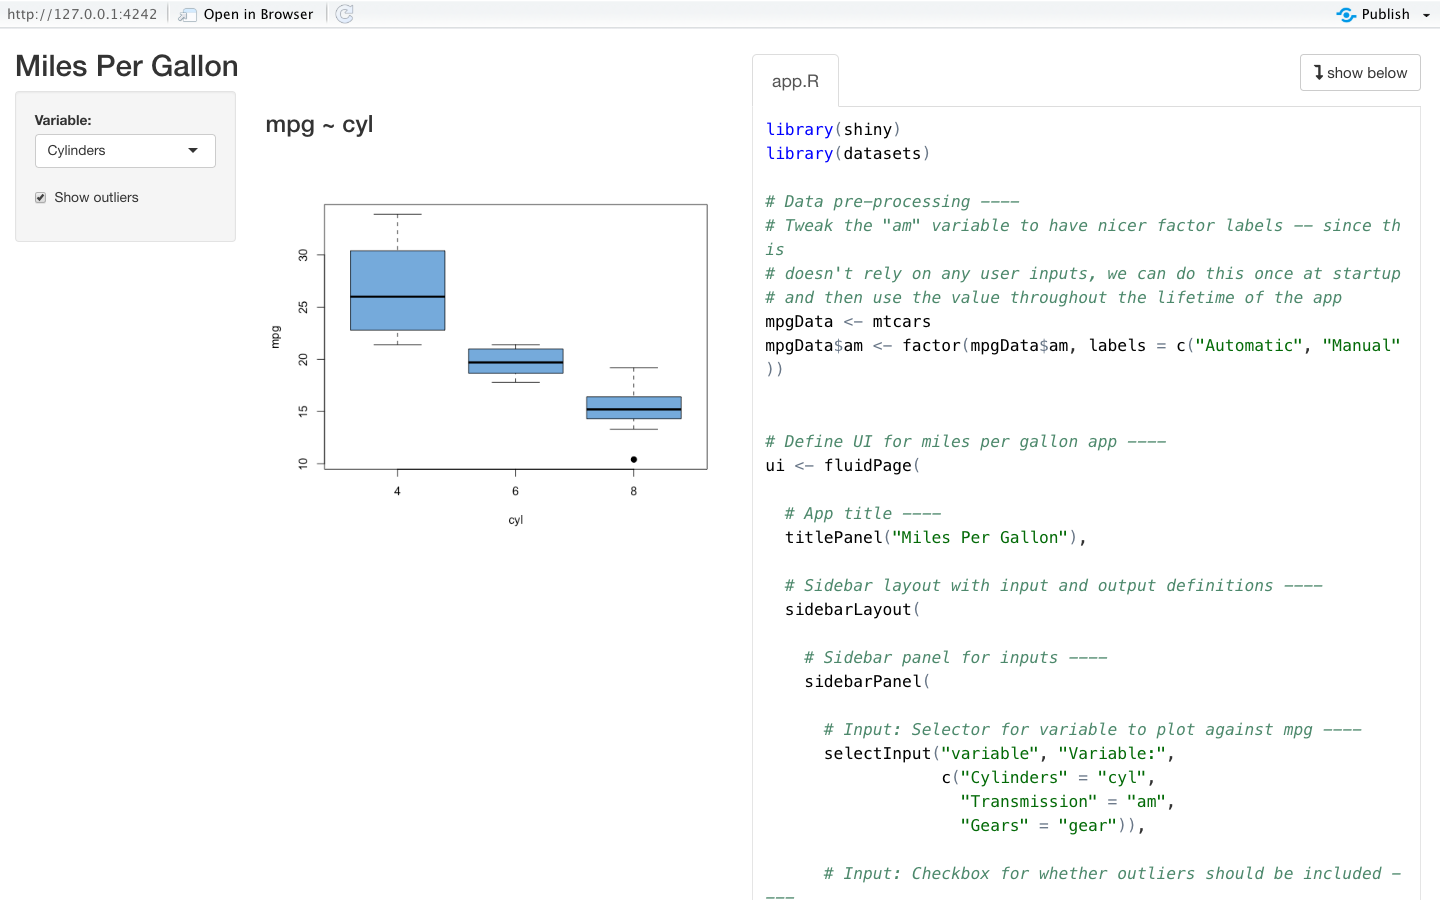 http://127.0.0.1:4242 Open in Browser Publish
Miles Per Gallon
Variable:
Cylinders
Show outliers
mpg ~ cyl
mpg
30
25
20
15
10
4 6 8
cyl
app.R
show below
library(shiny)
library(datasets)
# Data pre-processing ----
# Tweak the "am" variable to have nicer factor labels -- since th
is
# doesn't rely on any user inputs, we can do this once at startup
# and then use the value throughout the lifetime of the app
mpgData <- mtcars
mpgData$am <- factor(mpgData$am, labels = c("Automatic", "Manual"
))
# Define UI for miles per gallon app ----
ui <- fluidPage(
# App title ----
titlePanel("Miles Per Gallon"),
# Sidebar layout with input and output definitions ----
sidebarLayout(
# Sidebar panel for inputs ----
sidebarPanel(
# Input: Selector for variable to plot against mpg ----
selectInput("variable", "Variable:",
c("Cylinders" = "cyl",
"Transmission" = "am",
"Gears" = "gear")),
# Input: Checkbox for whether outliers should be included -
---